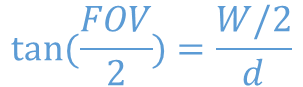 tan(FOV/2) = W/2/d